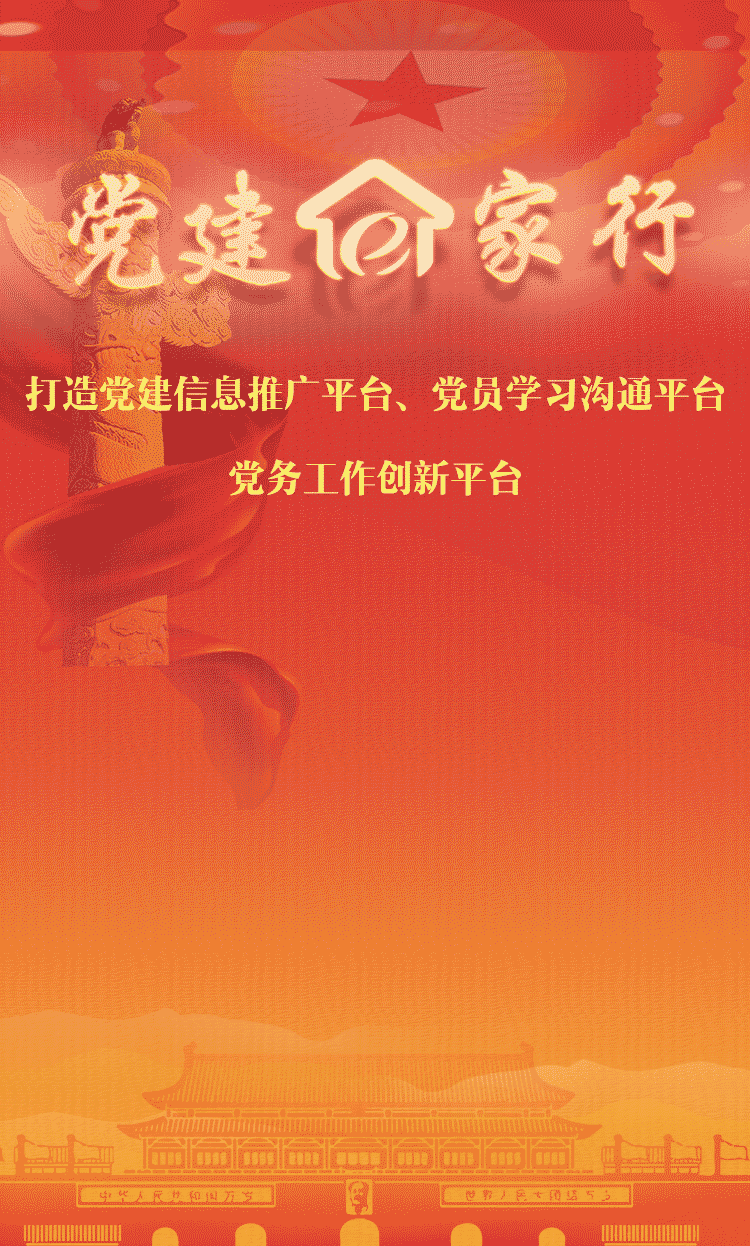 党建e家行
打造党建信息推广平台、党员学习沟通平台
党务工作创新平台
中华人民共和国万岁
世界人民大团结万岁